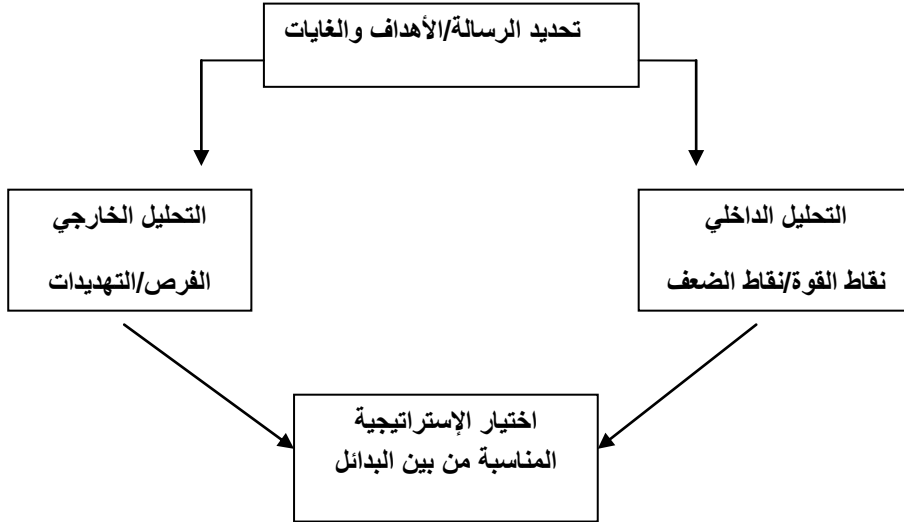 تحديد الرسالة/الأهداف والغايات
التحليل الداخلي
نقاط القوة/نقاط الضعف
التحليل الخارجي
الفرص/التهديدات
اختيار الإستراتيجية
المناسبة من بين البدائل